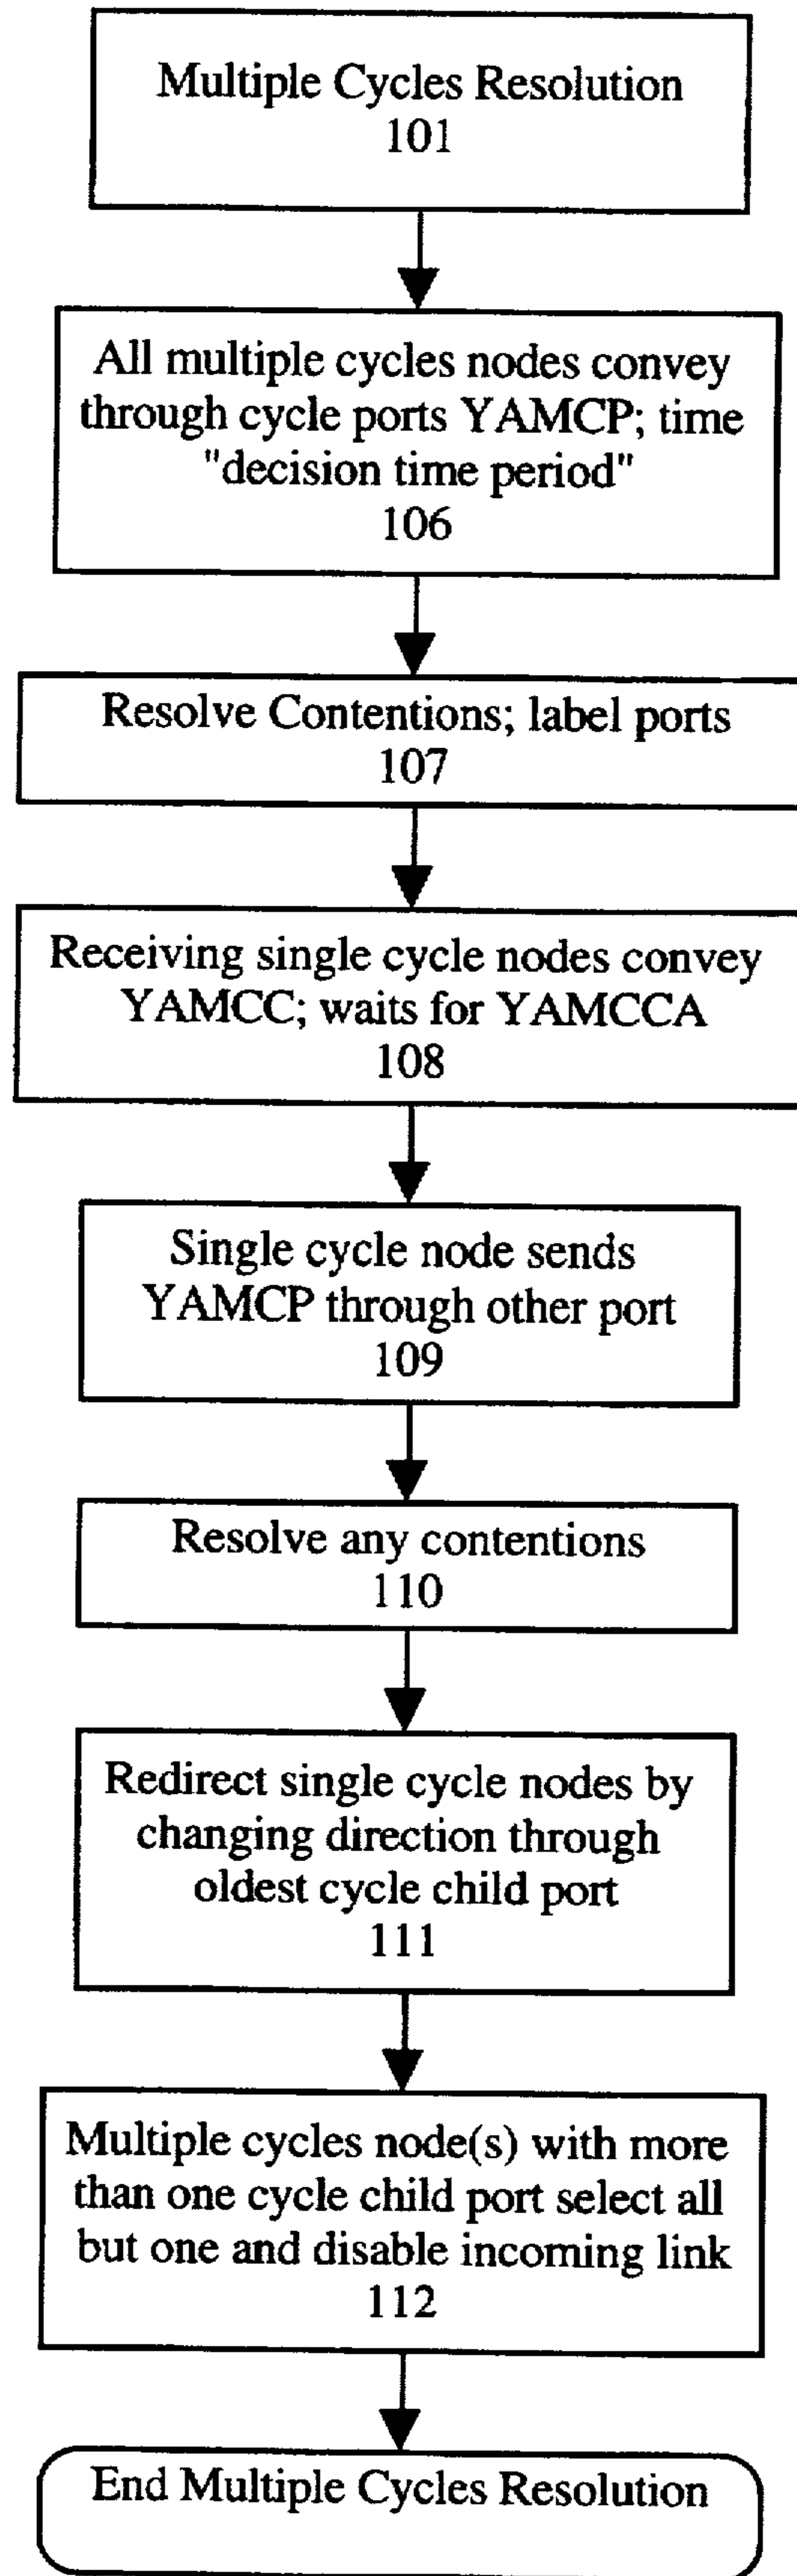 Multiple Cycles Resolution
101
All multiple cycles nodes convey
through cycle ports YAMCP; time
"decision time period"
106
Resolve Contentions; label ports
107
Receiving single cycle nodes convey
YAMCC; waits for YAMCCA
108
Single cycle node sends
YAMCP through other port
109
Resolve any contentions
110
Redirect single cycle nodes by
changing direction through
oldest cycle child port
111
Multiple cycles node(s) with more
than one cycle child port select all
but one and disable incoming link
112
End Multiple Cycles Resolution